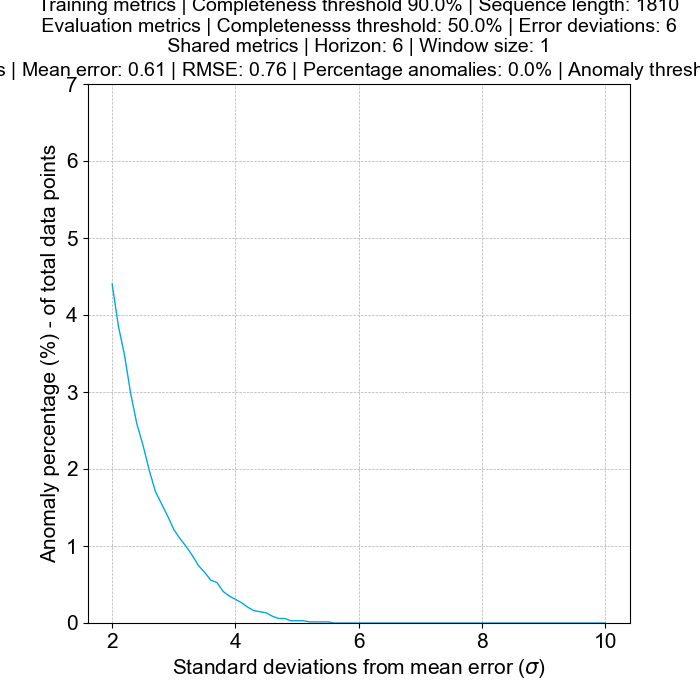 Training metrics | Completeness threshold 90.0% | Sequence length: 1810
Evaluation metrics | Completenesss threshold: 50.0% | Error deviations: 6
Shared metrics | Horizon: 6 | Window size: 1
| Mean error: 0.61 | RMSE: 0.76 | Percentage anomalies: 0.0% | Anomaly
7
6
5
4
3
2
1
0
Anomaly percentage (%) - of total data points
2 4 6 8 10
Standard deviations from mean error (σ)